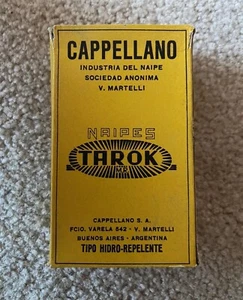 CAPPELLANO
INDUSTRIA DEL NAIPE
SOCIEDAD ANONIMA
V. MARTELLI
NAIPES
TAROK
M.R.
CAPPELLANO S. A.
FCIO. VARELA 642 - V. MARTELLI
BUENOS AIRES - ARGENTINA
TIPO HIDRO-REPELENTE